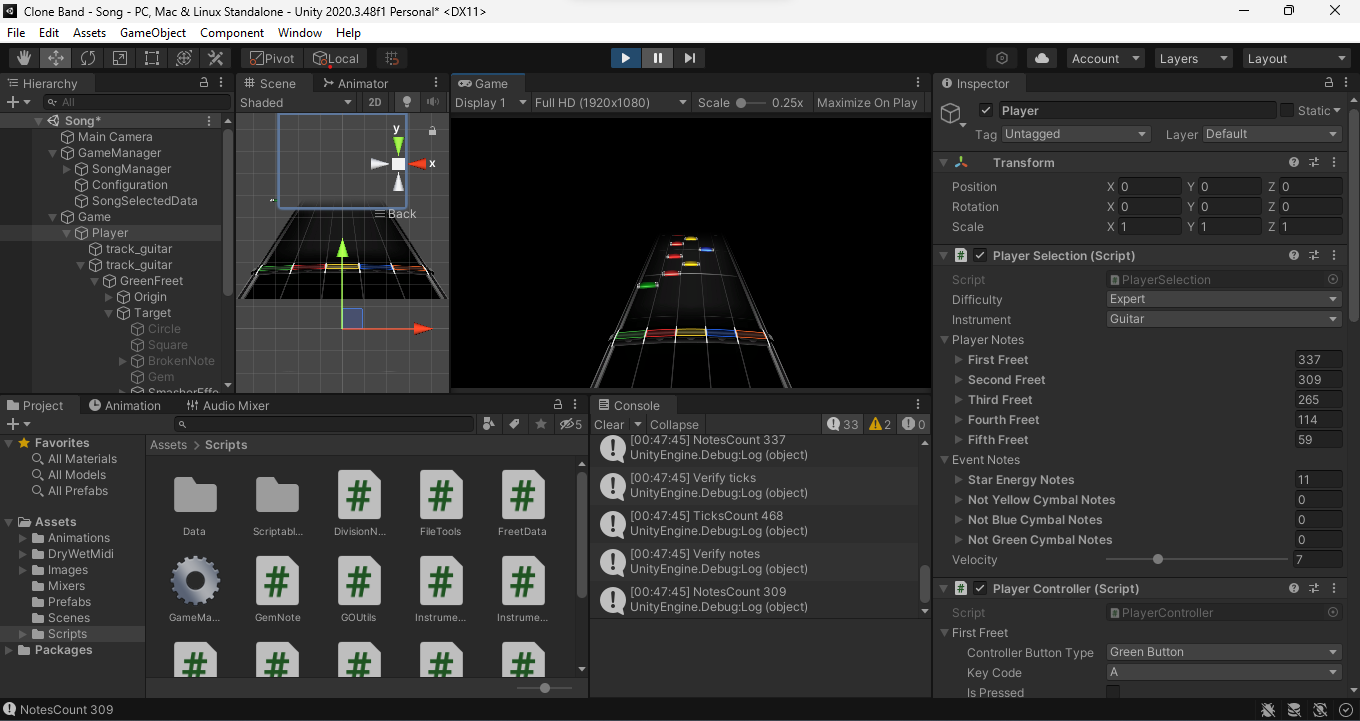 Clone Band - Song - PC, Mac & Linux Standalone - Unity 2020.3.48f1 Personal* <DX11>
File Edit Assets GameObject Component Window Help
Pivot Local Account Layers Layout
Hierarchy
All
Song*
Main Camera
GameManager
SongManager
Configuration
SongSelectedData
Game
Player
track_guitar
track_guitar
GreenFreet
Origin
Target
Circle
Square
BrokenNote
Gem
SmasherEffe
Scene Animator
Shaded 2D
y
x
Back
Game
Display 1 Full HD (1920x1080) Scale 0.25x Maximize On Play
Project Animation Audio Mixer
5
Favorites
All Materials
All Models
All Prefabs
Assets
Animations
DryWetMidi
Images
Mixers
Prefabs
Scenes
Scripts
Packages
Assets > Scripts
Data Scriptabl... DivisionN... FileTools FreetData
GameMa... GemNote GOUtils Instrume... Instrume...
Console
Clear Collapse 33 2 0
[00:47:45] NotesCount 337
UnityEngine.Debug:Log (object)
[00:47:45] Verify ticks
UnityEngine.Debug:Log (object)
[00:47:45] TicksCount 468
UnityEngine.Debug:Log (object)
[00:47:45] Verify notes
UnityEngine.Debug:Log (object)
[00:47:45] NotesCount 309
UnityEngine.Debug:Log (object)
Inspector
Player Static
Tag Untagged Layer Default
Transform
Position X 0 Y 0 Z 0
Rotation X 0 Y 0 Z 0
Scale X 1 Y 1 Z 1
Player Selection (Script)
Script PlayerSelection
Difficulty Expert
Instrument Guitar
Player Notes
First Freet 337
Second Freet 309
Third Freet 265
Fourth Freet 114
Fifth Freet 59
Event Notes
Star Energy Notes 11
Not Yellow Cymbal Notes 0
Not Blue Cymbal Notes 0
Not Green Cymbal Notes 0
Velocity 7
Player Controller (Script)
Script PlayerController
First Freet
Controller Button Type Green Button
Key Code A
Is Pressed
NotesCount 309